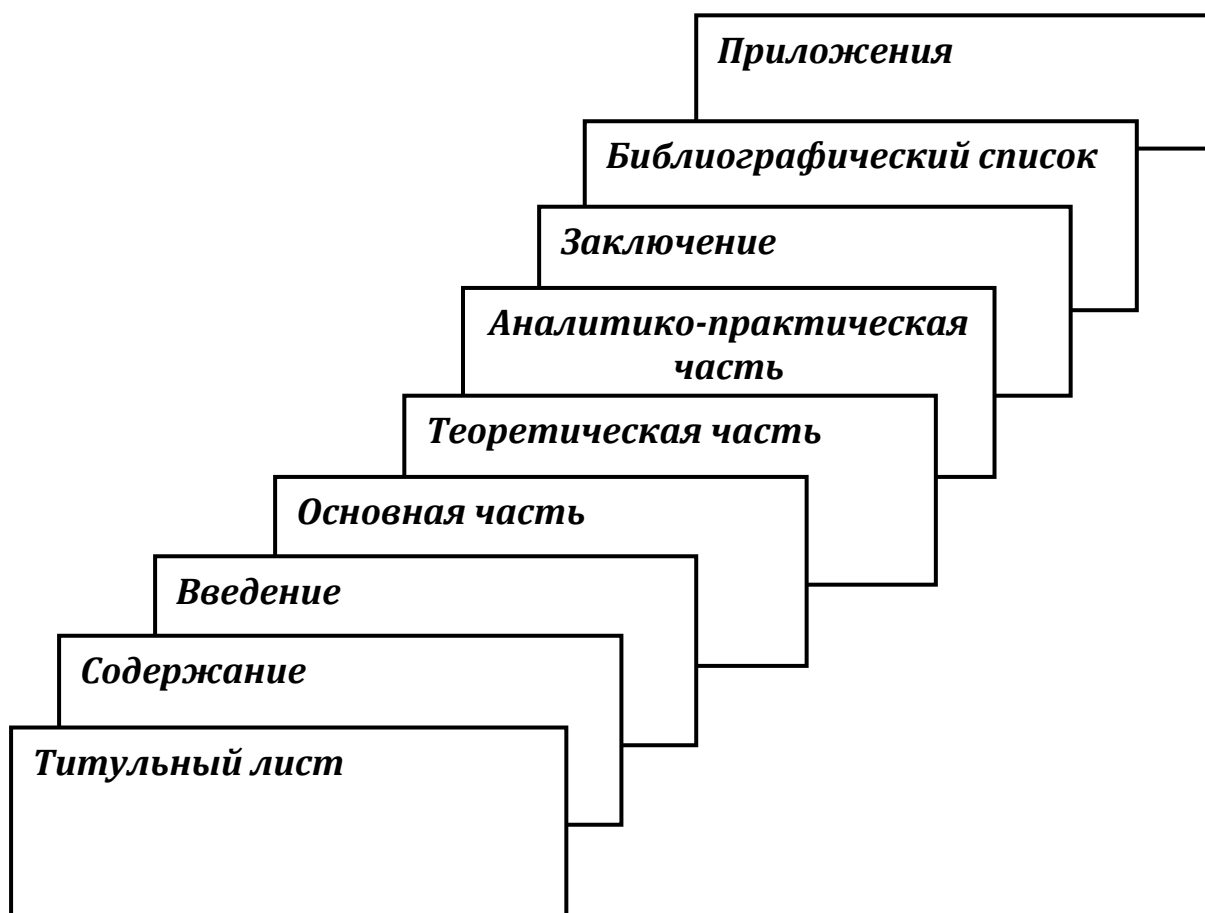 Приложения
Библиографический список
Заключение
Аналитико-практическая
часть
Теоретическая часть
Основная часть
Введение
Содержание
Титульный лист